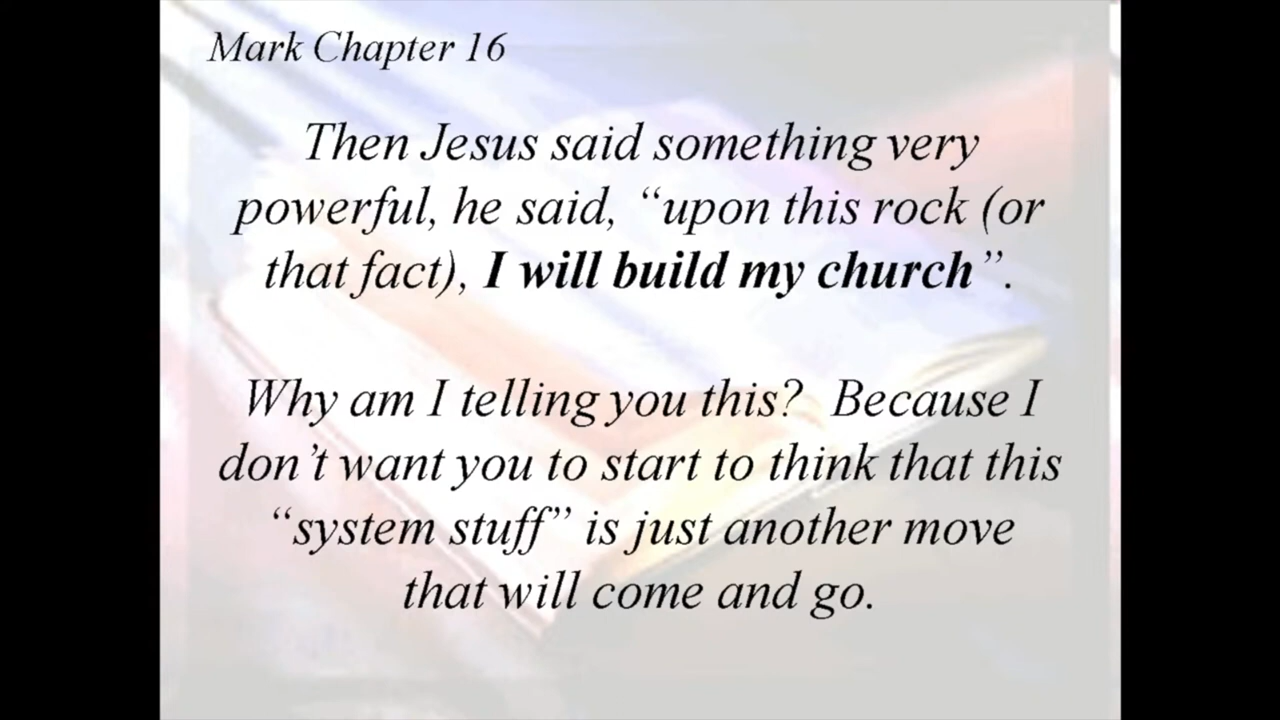 Mark Chapter 16
Then Jesus said something very
powerful, he said, “upon this rock (or
that fact), I will build my church”.
Why am I telling you this?  Because I
don’t want you to start to think that this
“system stuff” is just another move
that will come and go.